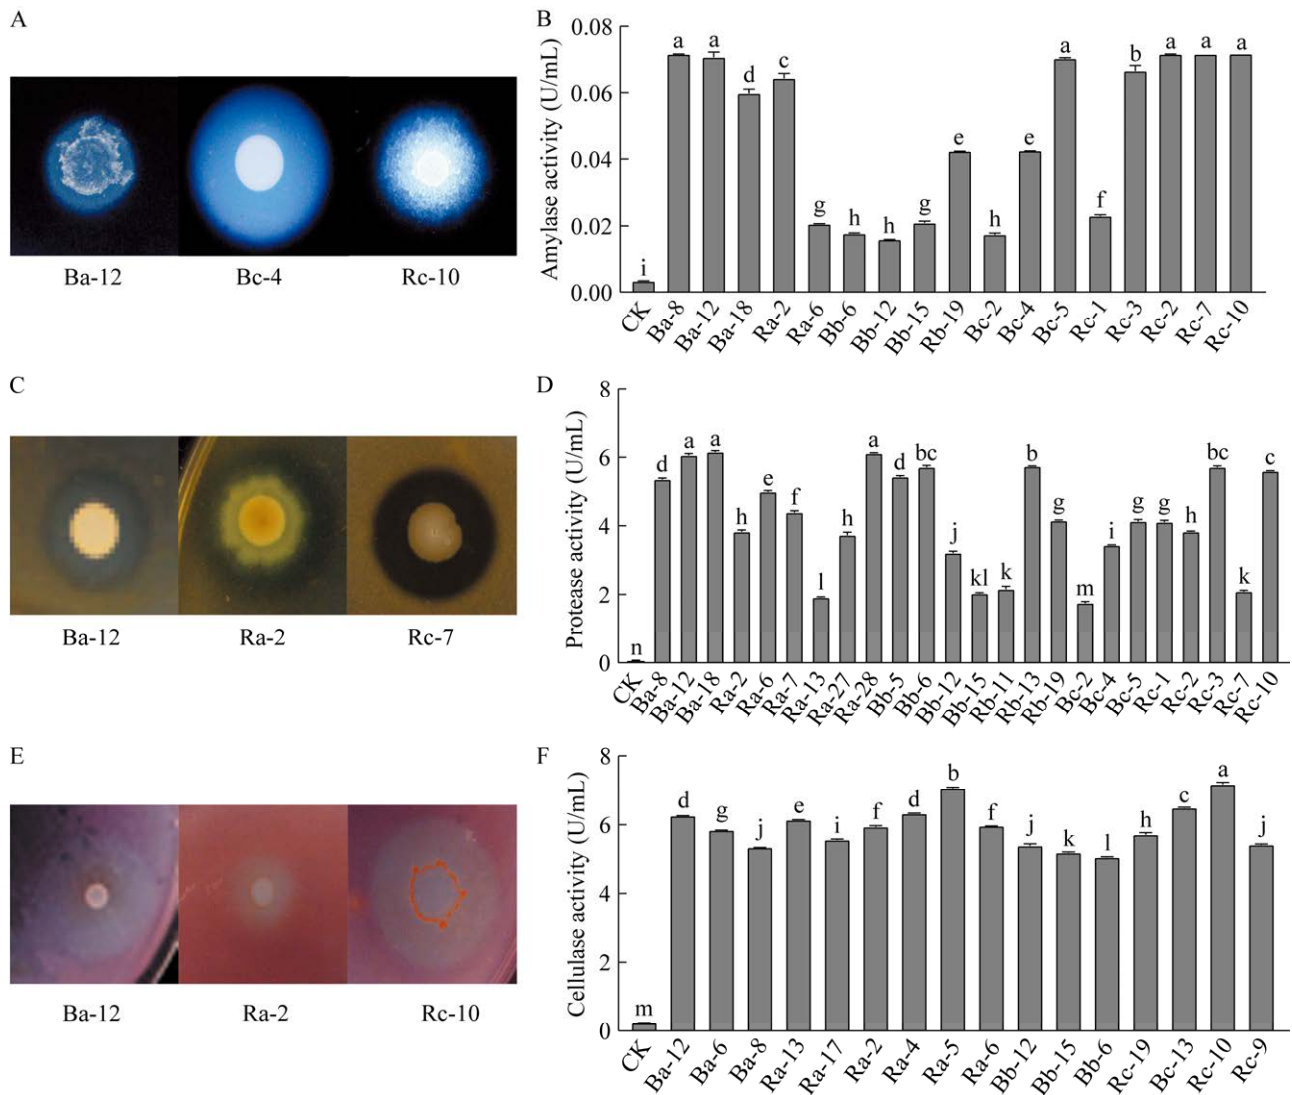 A
Ba-12 Bc-4 Rc-10
B
Amylase activity (U/mL)
0.08
0.06
0.04
0.02
0.00
i a a d c g h h g e h e a f b a a a
CK Ba-8 Ba-12 Ba-18 Ra-2 Ra-6 Bb-6 Bb-12 Bb-15 Rb-19 Bc-2 Bc-4 Bc-5 Rc-1 Rc-3 Rc-2 Rc-7 Rc-10
C
Ba-12 Ra-2 Rc-7
D
Protease activity (U/mL)
8
6
4
2
0
n d a a h e f l h a d bc j kl k b g m i g g h bc k c
CK Ba-8 Ba-12 Ba-18 Ra-2 Ra-6 Ra-7 Ra-13 Ra-27 Ra-28 Bb-5 Bb-6 Bb-12 Bb-15 Rb-11 Rb-13 Rb-19 Bc-2 Bc-4 Bc-5 Rc-1 Rc-2 Rc-3 Rc-7 Rc-10
E
Ba-12 Ra-2 Rc-10
F
Cellulase activity (U/mL)
8
6
4
2
0
m d g j e i f d b f j k l h c a j
CK Ba-12 Ba-6 Ba-8 Ra-13 Ra-17 Ra-2 Ra-4 Ra-5 Ra-6 Bb-12 Bb-15 Bb-6 Rc-19 Bc-13 Rc-10 Rc-9